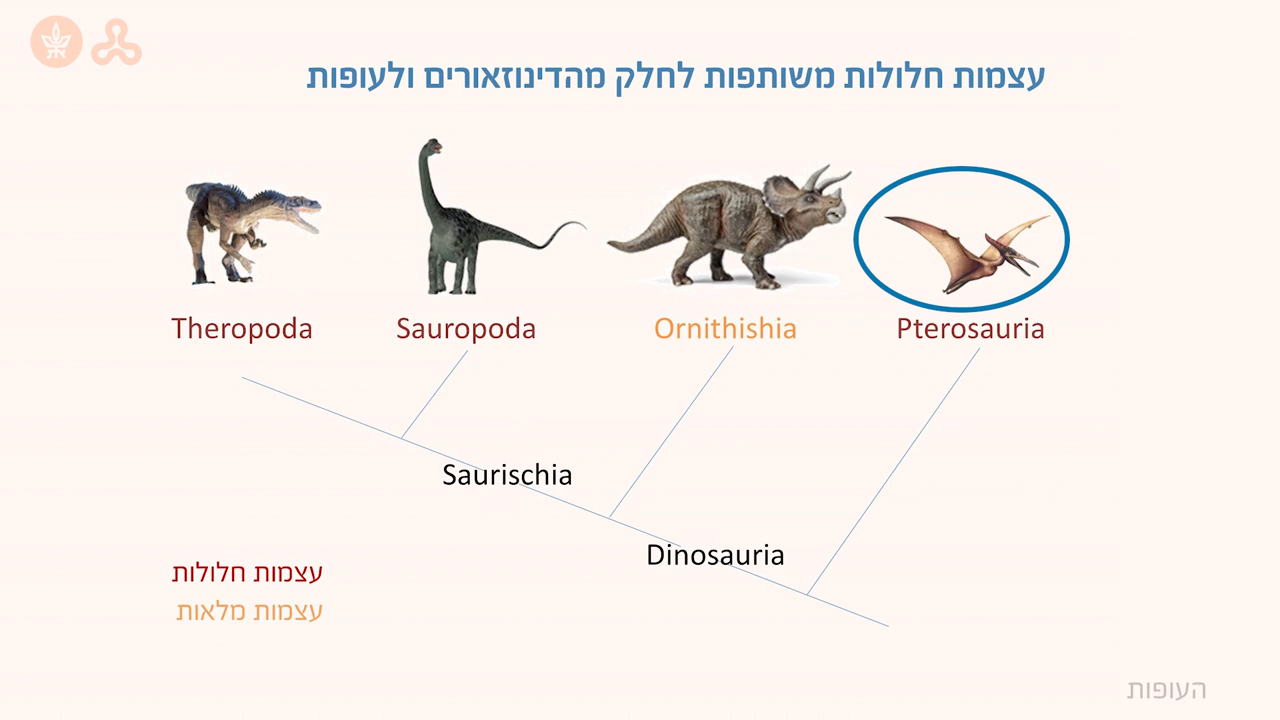 עצמות חלולות משותפות לחלק מהדינוזאורים ולעופות
Theropoda
Sauropoda
Ornithishia
Pterosauria
Saurischia
Dinosauria
עצמות חלולות
עצמות מלאות
העופות